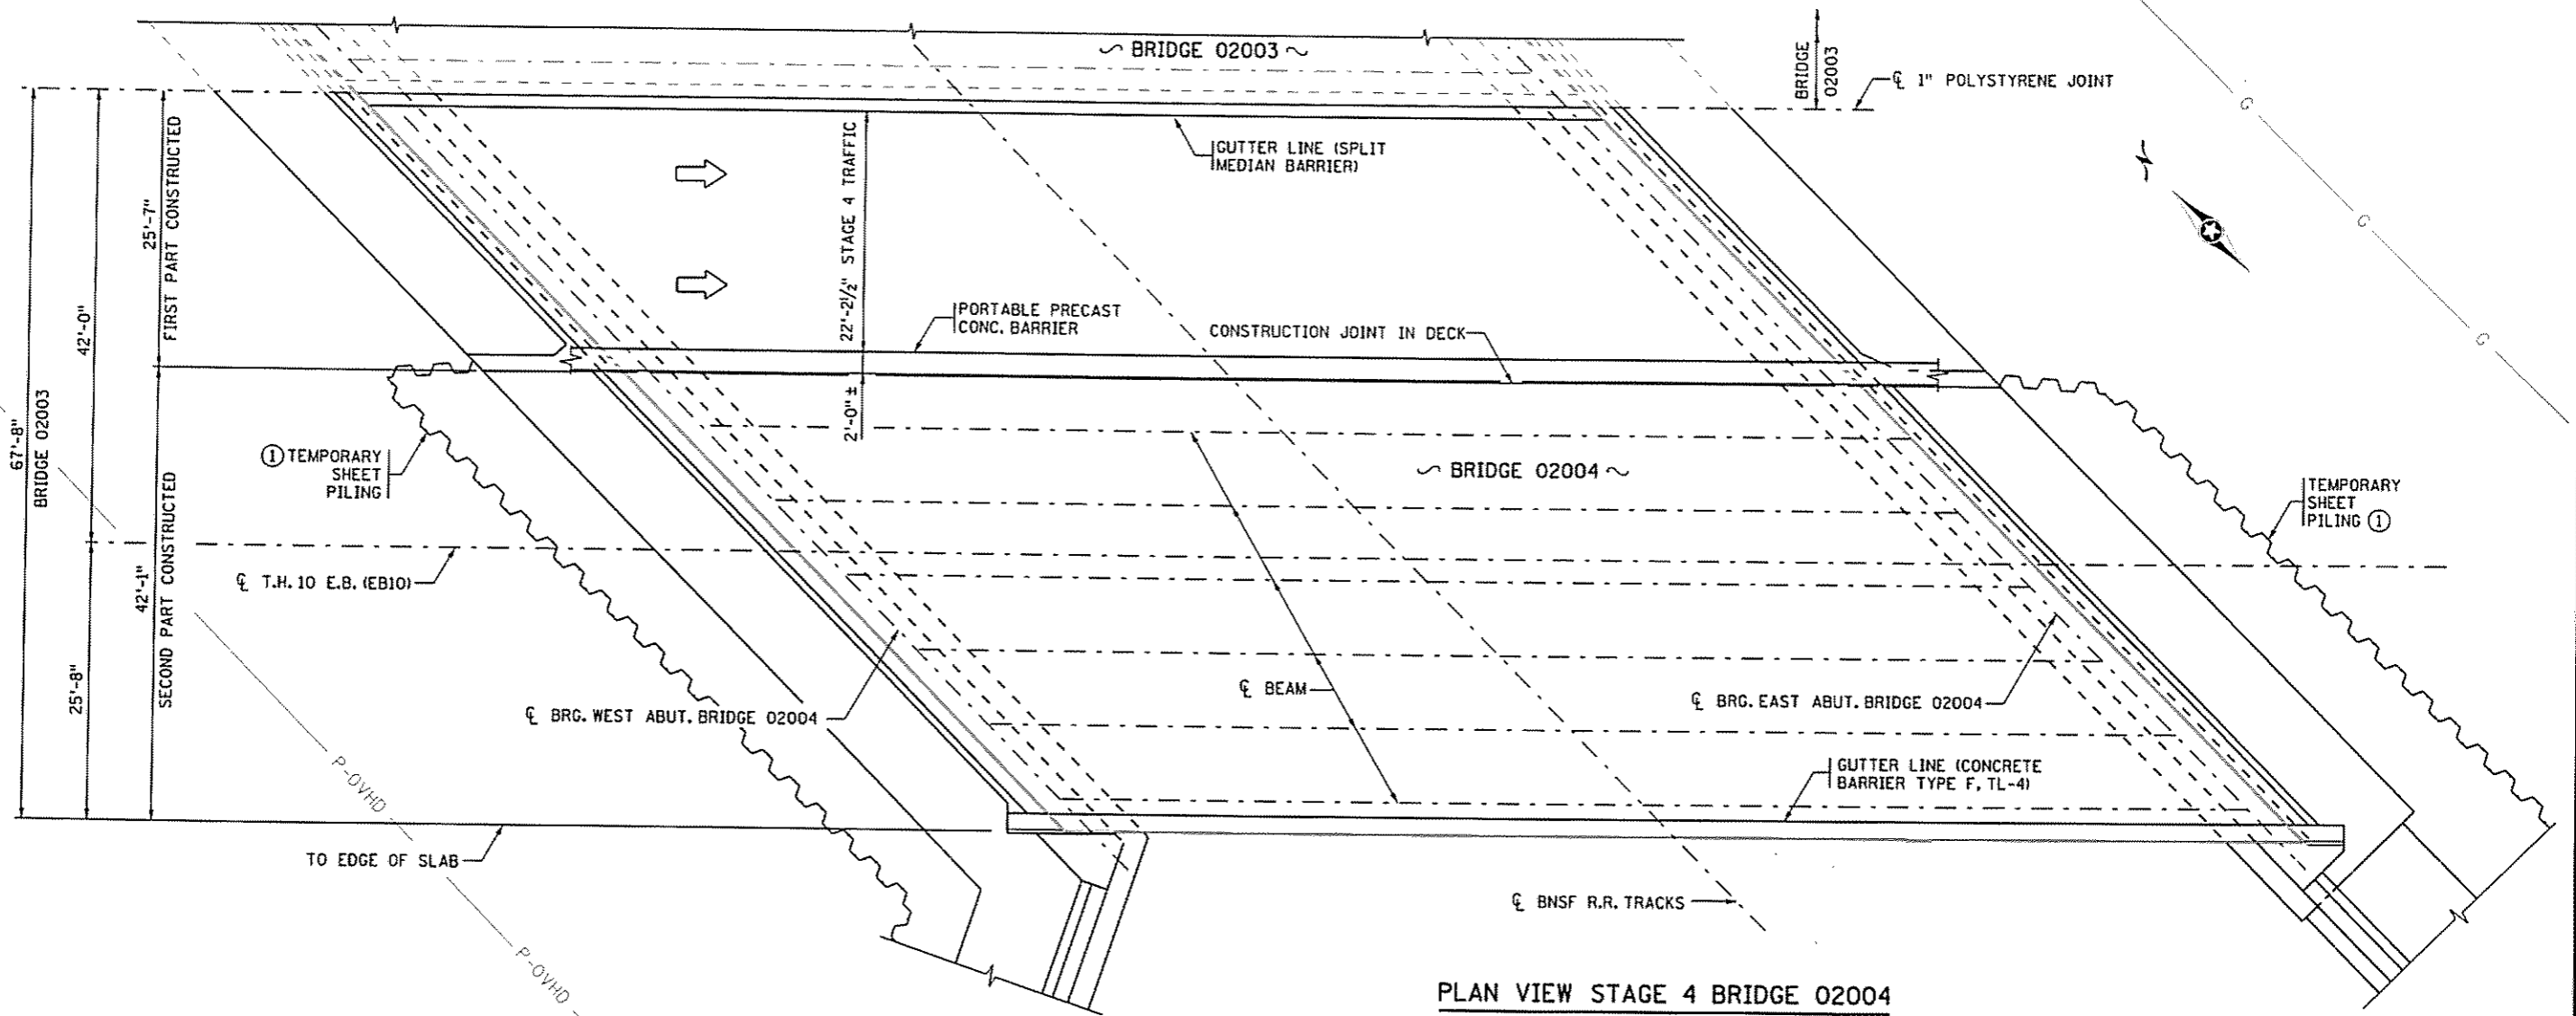 ~ BRIDGE 02003 ~
BRIDGE
02003
℄ 1" POLYSTYRENE JOINT
G
G
G
GUTTER LINE (SPLIT
MEDIAN BARRIER)
67'-8"
BRIDGE 02003
42'-0"
25'-8"
25'-7"
FIRST PART CONSTRUCTED
42'-1"
SECOND PART CONSTRUCTED
22'-2 1/2" STAGE 4 TRAFFIC
2'-0" ±
PORTABLE PRECAST
CONC. BARRIER
CONSTRUCTION JOINT IN DECK
① TEMPORARY
SHEET
PILING
~ BRIDGE 02004 ~
TEMPORARY
SHEET
PILING ①
℄ T.H. 10 E.B. (EB10)
℄ BEAM
℄ BRG. WEST ABUT. BRIDGE 02004
℄ BRG. EAST ABUT. BRIDGE 02004
GUTTER LINE (CONCRETE
BARRIER TYPE F, TL-4)
P-OVHD
TO EDGE OF SLAB
℄ BNSF R.R. TRACKS
P-OVHD
PLAN VIEW STAGE 4 BRIDGE 02004